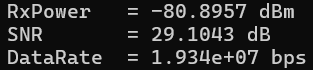 RxPower   = -80.8957 dBm
SNR       = 29.1043 dB
DataRate  = 1.934e+07 bps